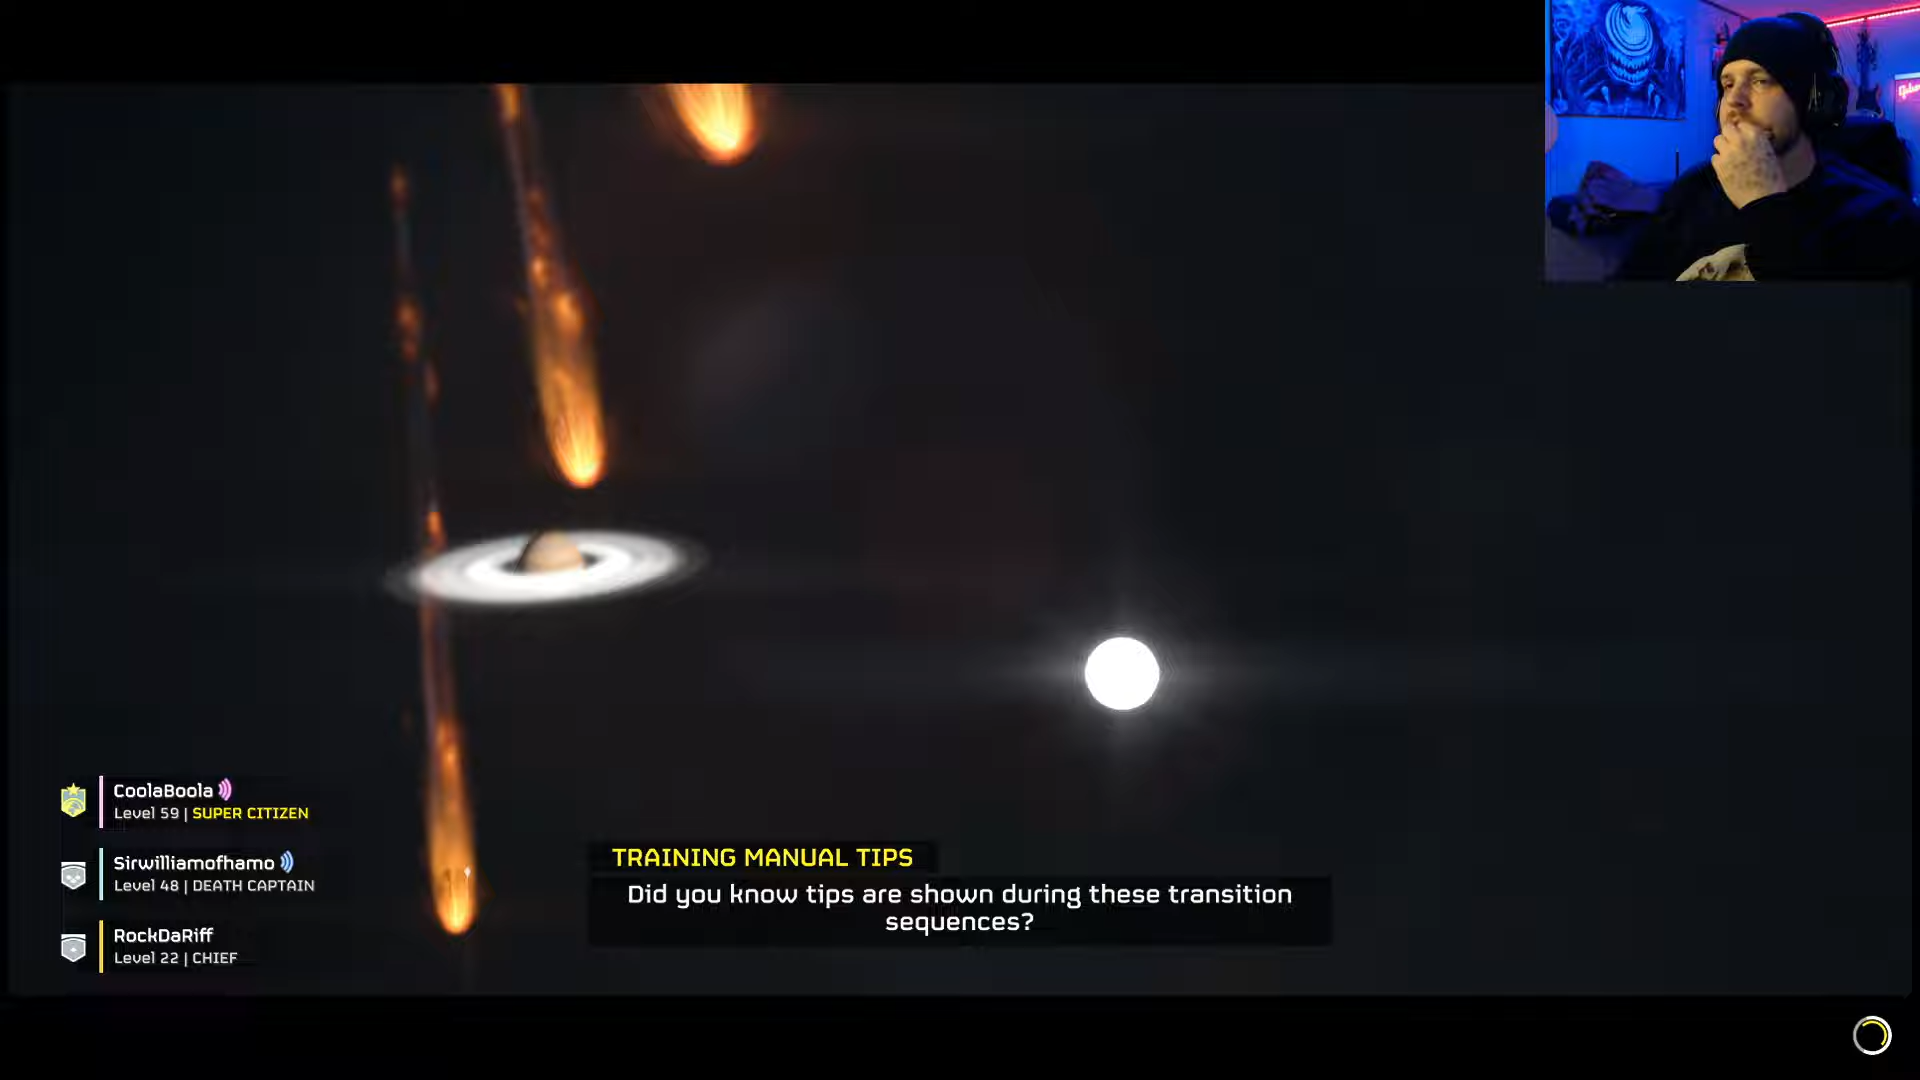 CoolaBoola
Level 59 | SUPER CITIZEN
Sirwilliamofhamo
Level 48 | DEATH CAPTAIN
RockDaRiff
Level 22 | CHIEF
TRAINING MANUAL TIPS
Did you know tips are shown during these transition
sequences?